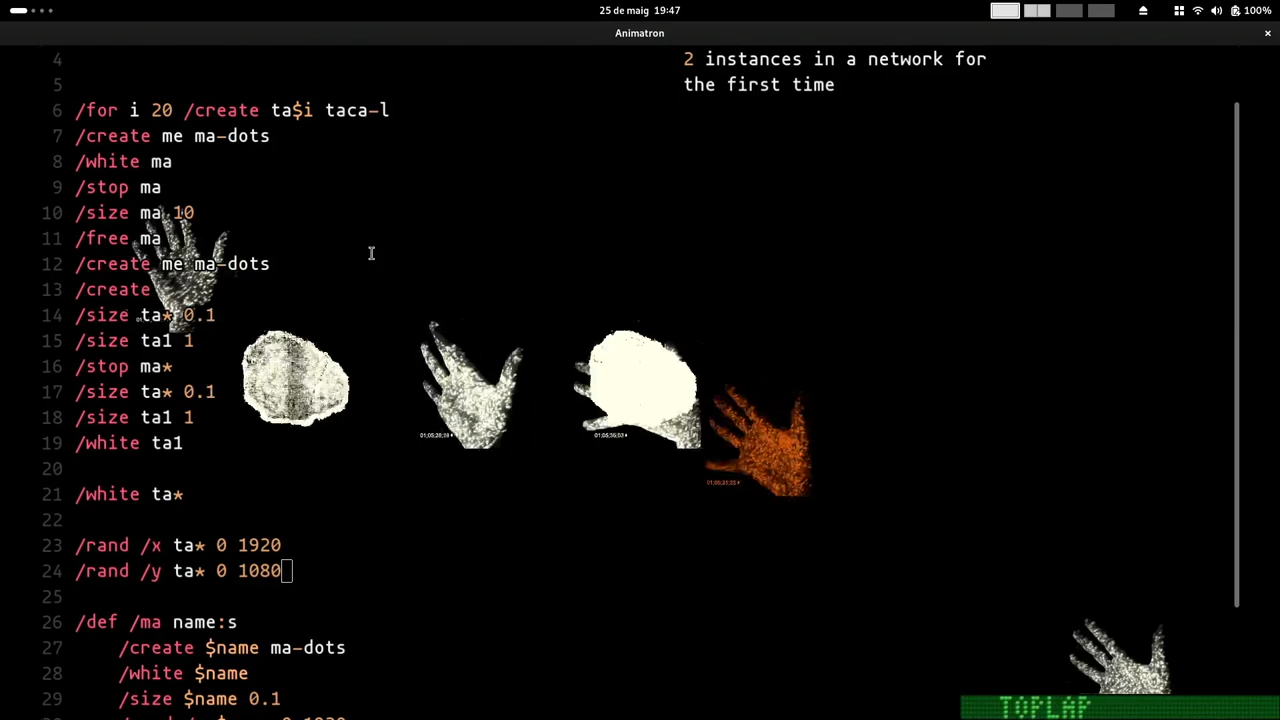 25 de maig 19:47
100%
Animatron
×
4
5
6 /for i 20 /create ta$i taca-l
7 /create me ma-dots
8 /white ma
9 /stop ma
10 /size ma 10
11 /free ma
12 /create me ma-dots
13 /create
14 /size ta* 0.1
15 /size ta1 1
16 /stop ma*
17 /size ta* 0.1
18 /size ta1 1
19 /white ta1
20
21 /white ta*
22
23 /rand /x ta* 0 1920
24 /rand /y ta* 0 1080
25
26 /def /ma name:s
27 /create $name ma-dots
28 /white $name
29 /size $name 0.1
2 instances in a network for
the first time
TOPLAP